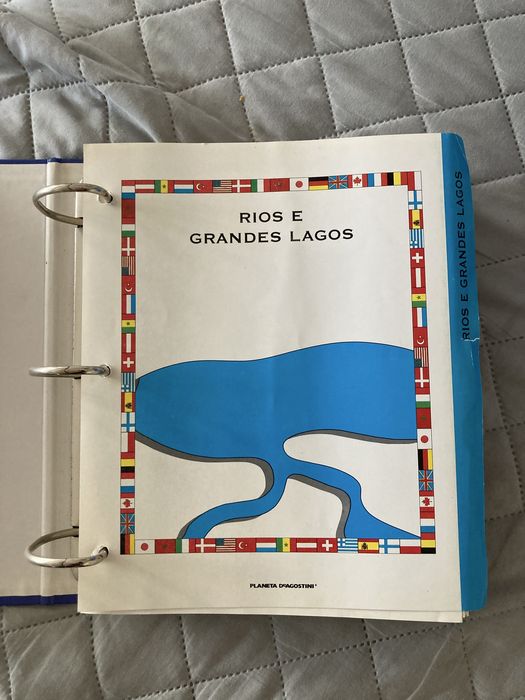 RIOS E
GRANDES LAGOS
RIOS E GRANDES LAGOS
PLANETA DEAGOSTINI